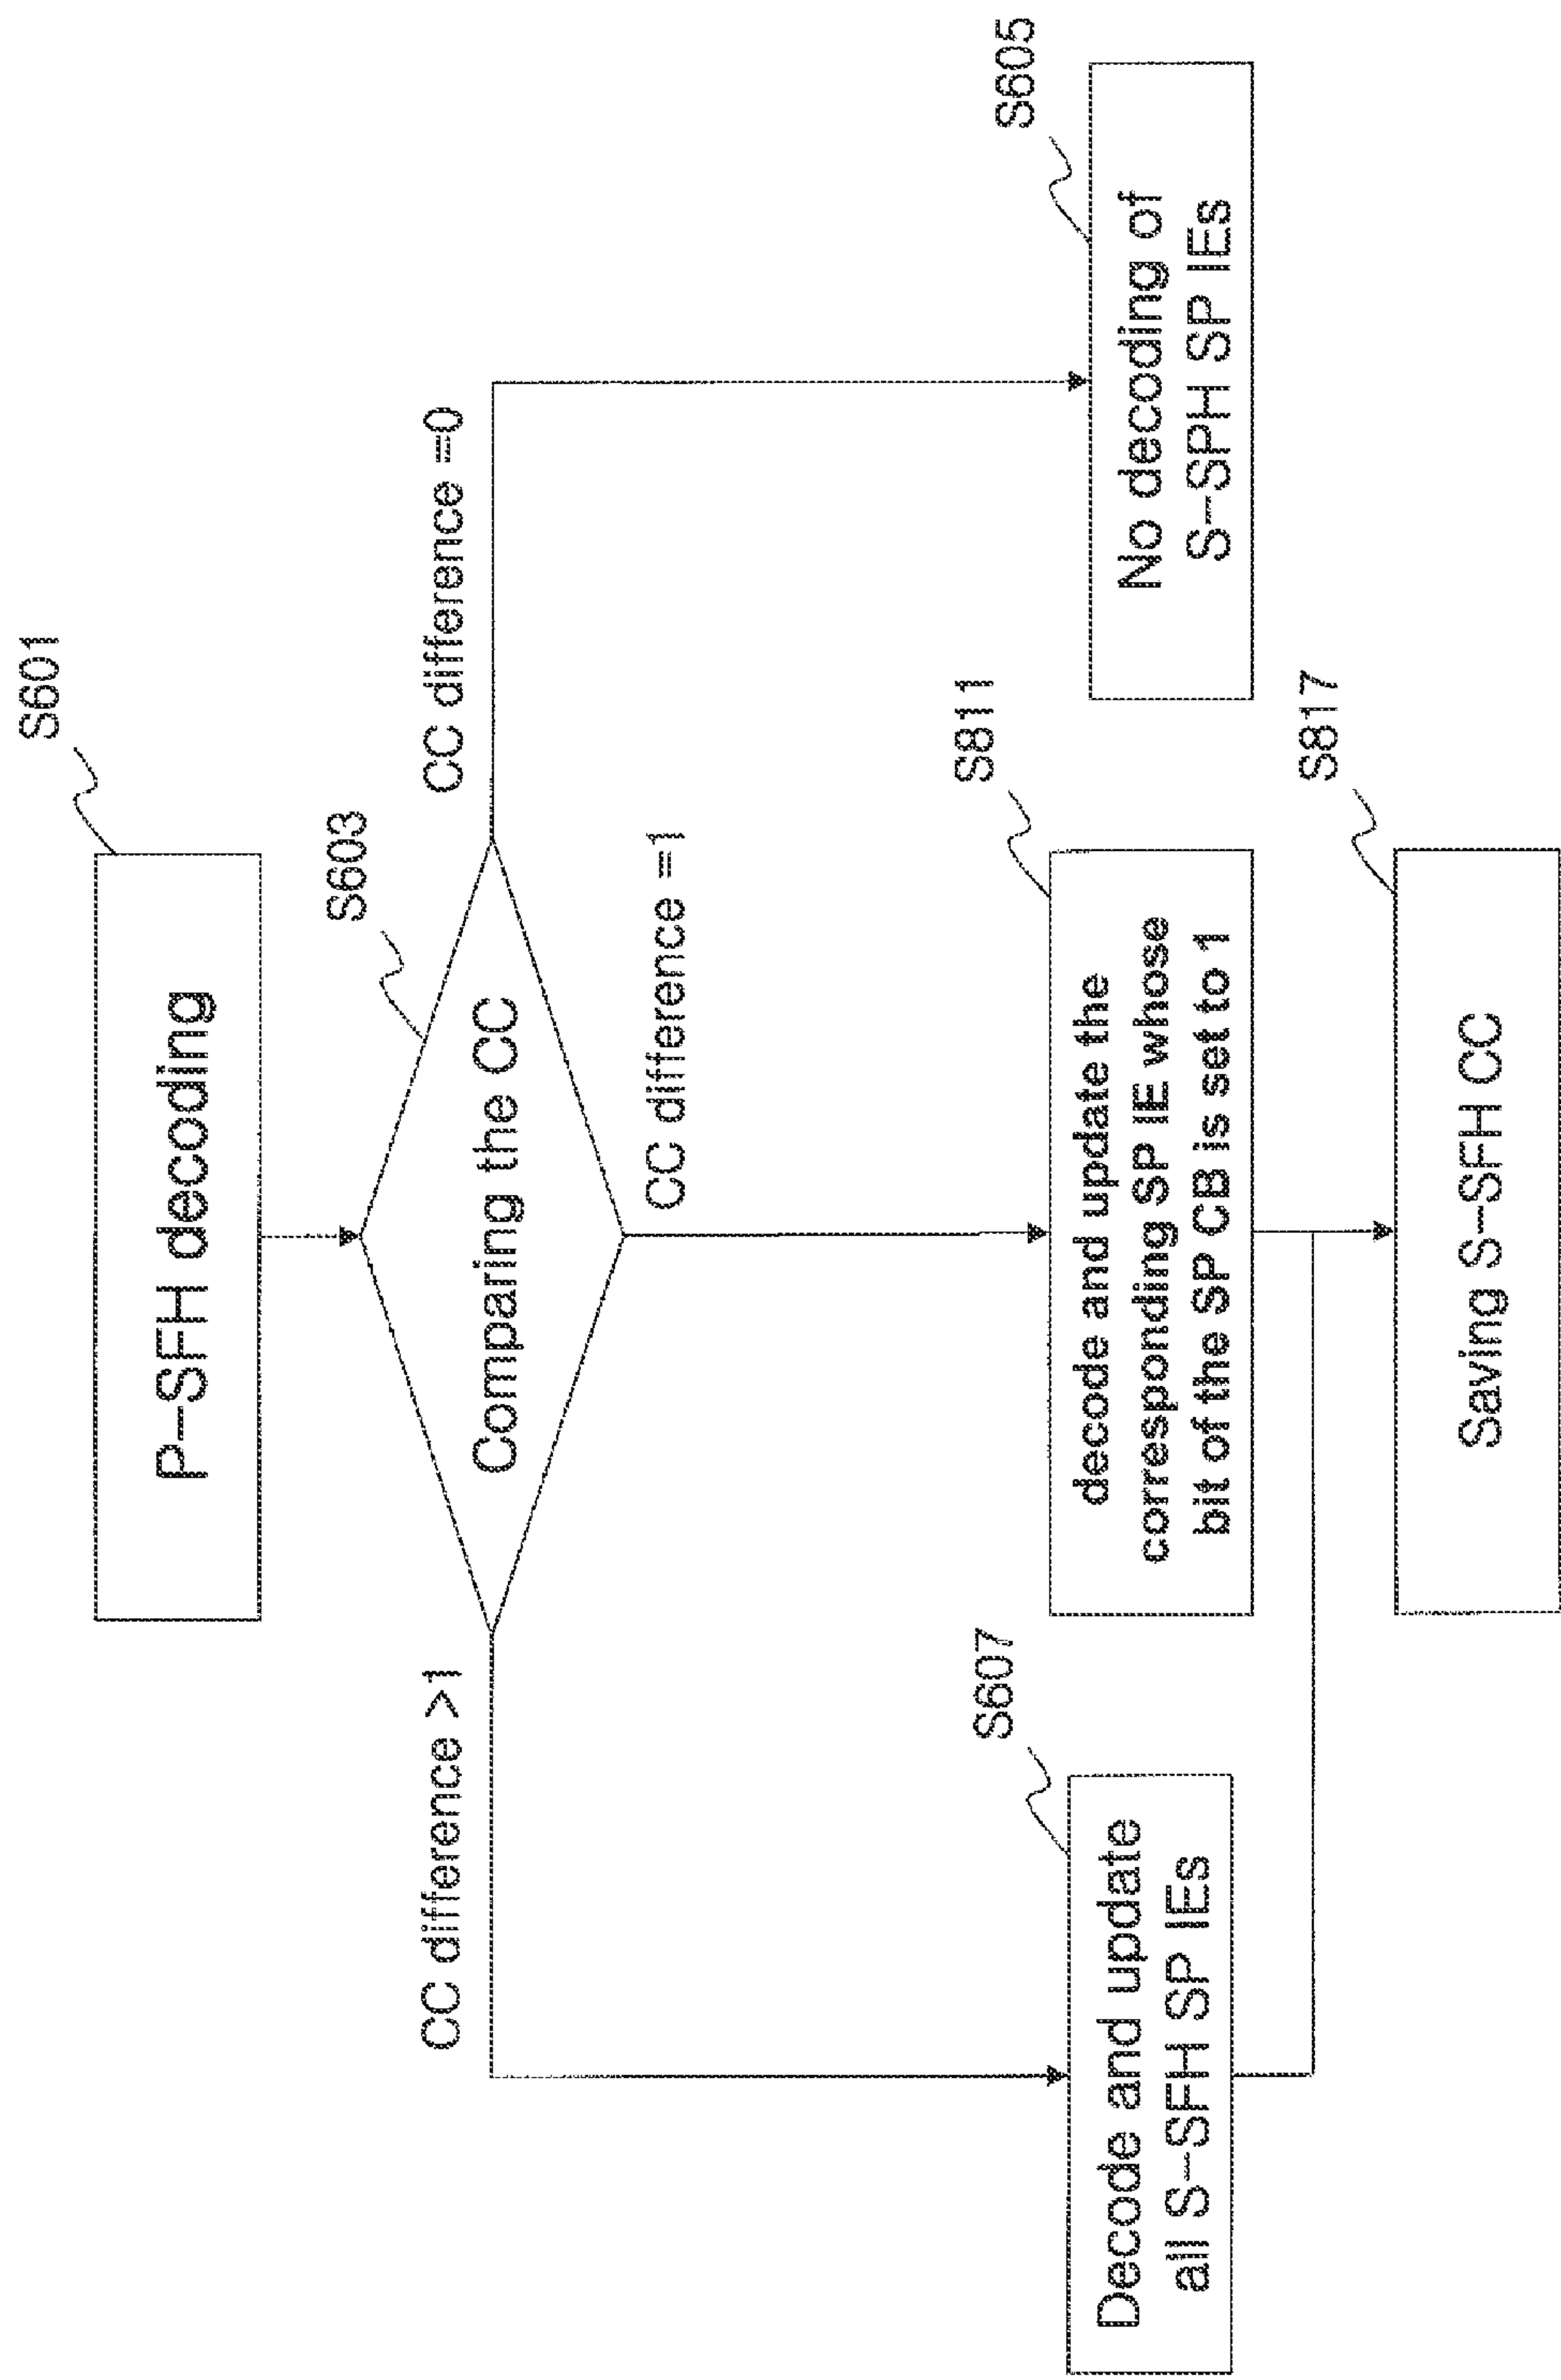 S601
P-SFH decoding
S603
Comparing the CC
CC difference >1
CC difference =0
CC difference =1
S607
Decode and update
all S-SFH SP IEs
S811
decode and update the
corresponding SP IE whose
bit of the SP CB is set to 1
S605
No decoding of
S-SPH SP IEs
S817
Saving S-SFH CC